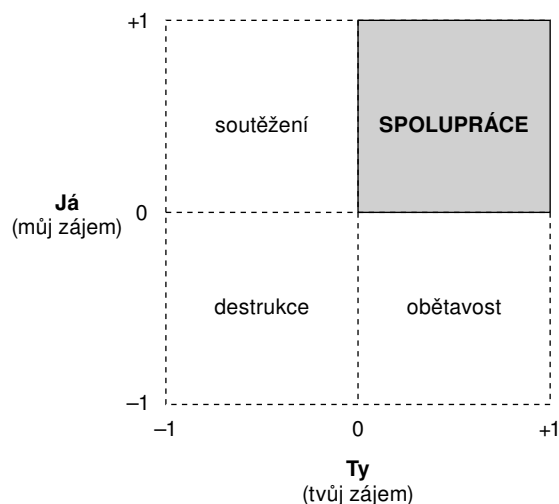 +1
soutěžení
SPOLUPRÁCE
Já
(můj zájem)
0
destrukce
obětavost
–1
–1
0
+1
Ty
(tvůj zájem)